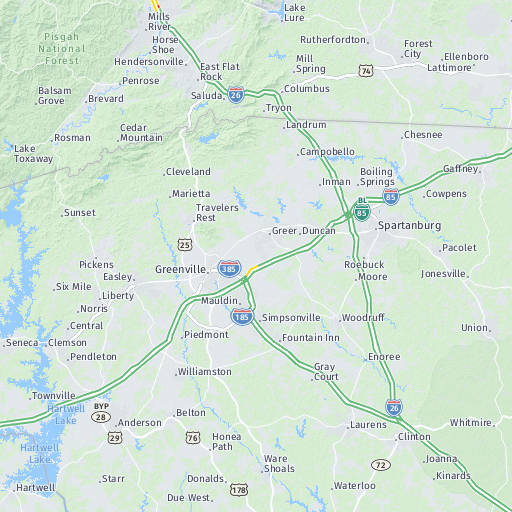 Mills
River
Lake
Lure
Pisgah
National
Forest
Horse
Shoe
Rutherfordton
Forest
City
Ellenboro
Hendersonville
East Flat
Rock
Mill
Spring
74
Lattimore
Penrose
Balsam
Grove
Brevard
Saluda
26
Columbus
Tryon
Landrum
Cedar
Mountain
Rosman
Chesnee
Lake
Toxaway
Campobello
Cleveland
Boiling
Springs
Gaffney
Inman
Marietta
BL
85
85
Cowpens
Sunset
Travelers
Rest
Greer
Duncan
Spartanburg
25
Pacolet
Pickens
Easley
Greenville
385
Roebuck
Moore
Jonesville
Six Mile
Liberty
Mauldin
Norris
185
Simpsonville
Woodruff
Central
Union
Seneca
Clemson
Piedmont
Fountain Inn
Pendleton
Enoree
Williamston
Gray
Court
Townville
Hartwell
Lake
BYP
28
Belton
26
Anderson
Laurens
Whitmire
29
76
Honea
Path
Clinton
Hartwell
Lake
Ware
Shoals
72
Joanna
Starr
Donalds
Kinards
Hartwell
Due West
178
Waterloo